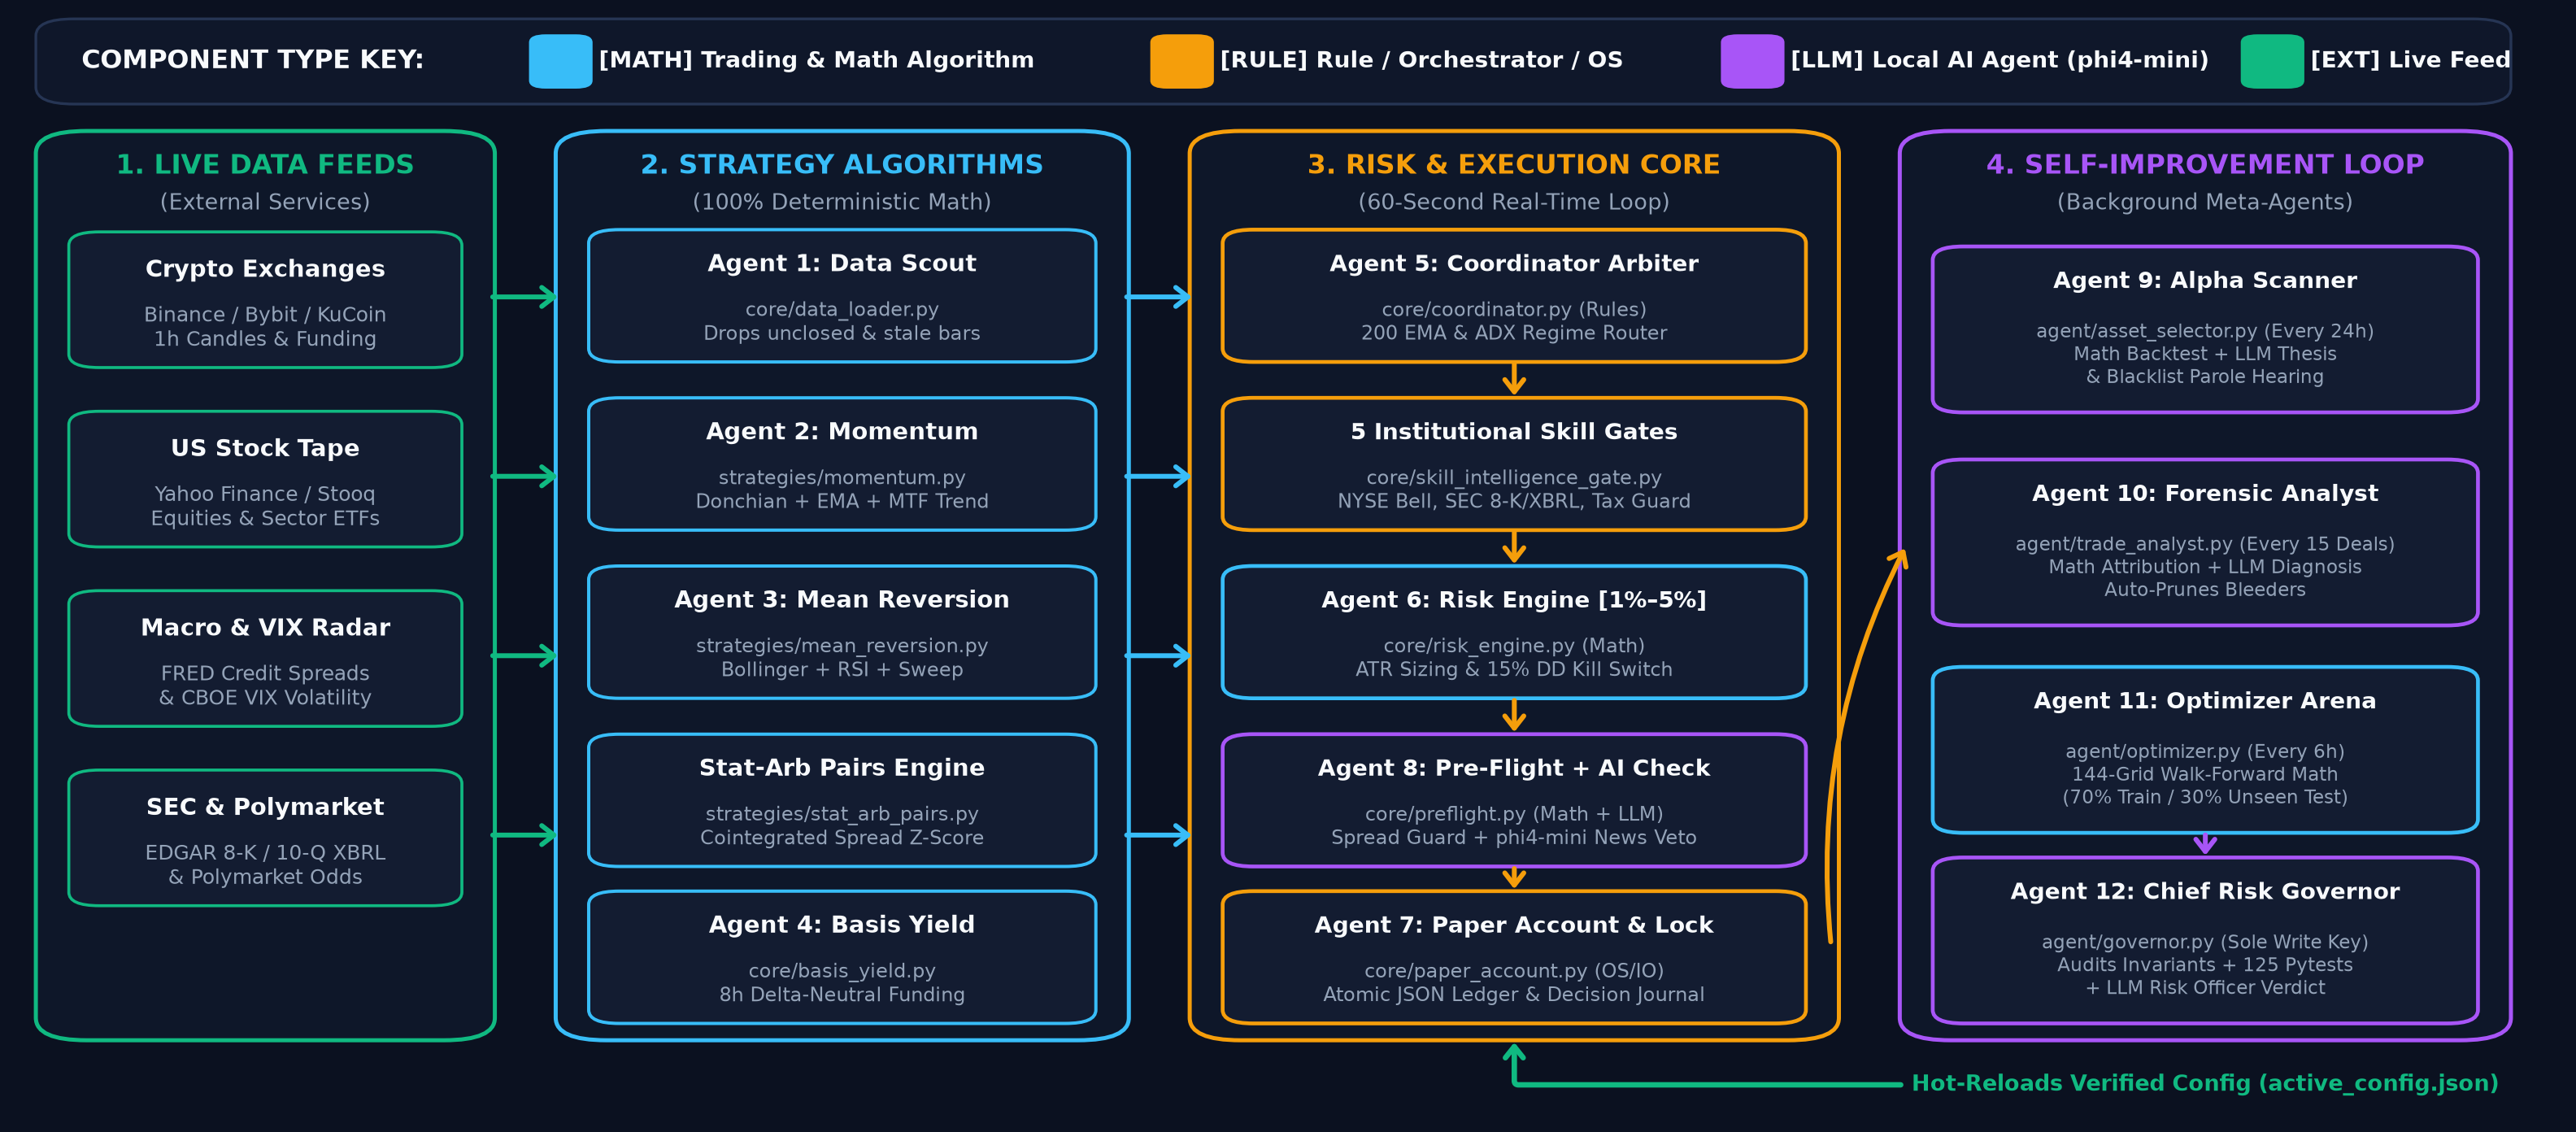 COMPONENT TYPE KEY:
[MATH] Trading & Math Algorithm
[RULE] Rule / Orchestrator / OS
[LLM] Local AI Agent (phi4-mini)
[EXT] Live Feed
1. LIVE DATA FEEDS
(External Services)
Crypto Exchanges
Binance / Bybit / KuCoin
1h Candles & Funding
US Stock Tape
Yahoo Finance / Stooq
Equities & Sector ETFs
Macro & VIX Radar
FRED Credit Spreads
& CBOE VIX Volatility
SEC & Polymarket
EDGAR 8-K / 10-Q XBRL
& Polymarket Odds
2. STRATEGY ALGORITHMS
(100% Deterministic Math)
Agent 1: Data Scout
core/data_loader.py
Drops unclosed & stale bars
Agent 2: Momentum
strategies/momentum.py
Donchian + EMA + MTF Trend
Agent 3: Mean Reversion
strategies/mean_reversion.py
Bollinger + RSI + Sweep
Stat-Arb Pairs Engine
strategies/stat_arb_pairs.py
Cointegrated Spread Z-Score
Agent 4: Basis Yield
core/basis_yield.py
8h Delta-Neutral Funding
3. RISK & EXECUTION CORE
(60-Second Real-Time Loop)
Agent 5: Coordinator Arbiter
core/coordinator.py (Rules)
200 EMA & ADX Regime Router
5 Institutional Skill Gates
core/skill_intelligence_gate.py
NYSE Bell, SEC 8-K/XBRL, Tax Guard
Agent 6: Risk Engine [1%–5%]
core/risk_engine.py (Math)
ATR Sizing & 15% DD Kill Switch
Agent 8: Pre-Flight + AI Check
core/preflight.py (Math + LLM)
Spread Guard + phi4-mini News Veto
Agent 7: Paper Account & Lock
core/paper_account.py (OS/IO)
Atomic JSON Ledger & Decision Journal
4. SELF-IMPROVEMENT LOOP
(Background Meta-Agents)
Agent 9: Alpha Scanner
agent/asset_selector.py (Every 24h)
Math Backtest + LLM Thesis
& Blacklist Parole Hearing
Agent 10: Forensic Analyst
agent/trade_analyst.py (Every 15 Deals)
Math Attribution + LLM Diagnosis
Auto-Prunes Bleeders
Agent 11: Optimizer Arena
agent/optimizer.py (Every 6h)
144-Grid Walk-Forward Math
(70% Train / 30% Unseen Test)
Agent 12: Chief Risk Governor
agent/governor.py (Sole Write Key)
Audits Invariants + 125 Pytests
+ LLM Risk Officer Verdict
Hot-Reloads Verified Config (active_config.json)